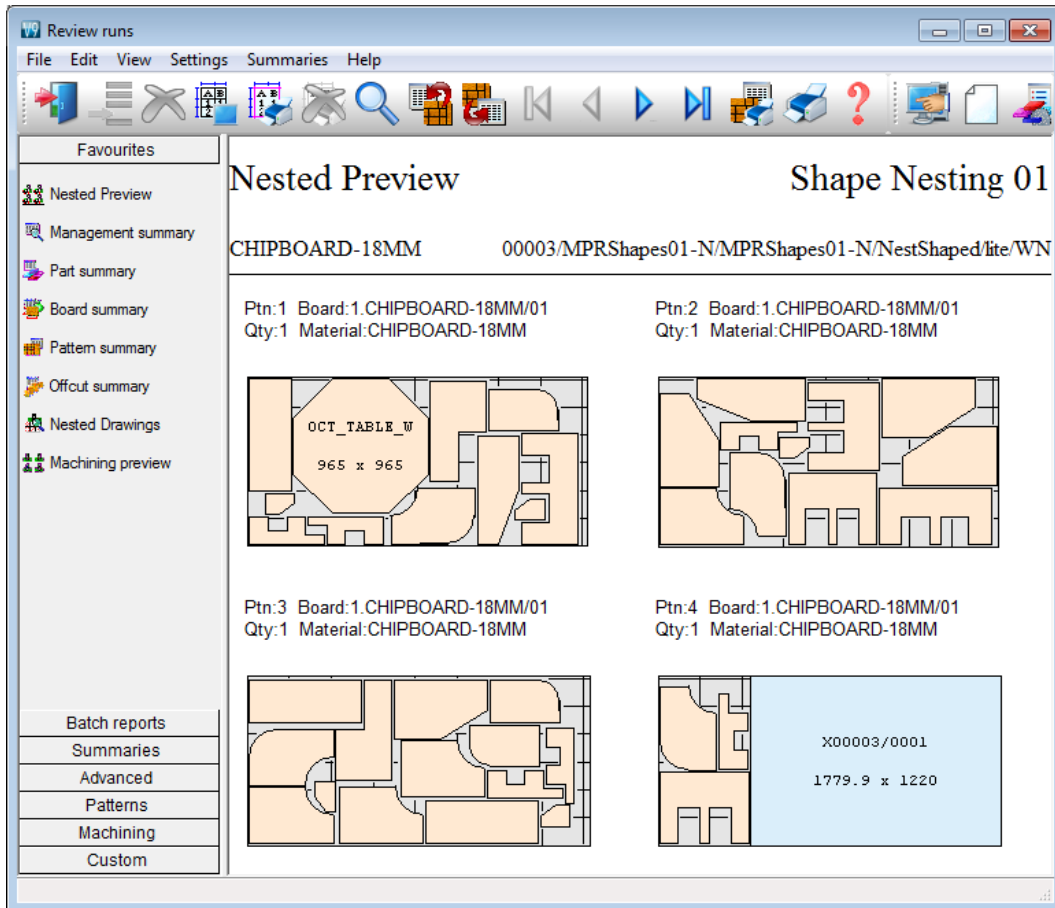 Review runs
File Edit View Settings Summaries Help
Favourites
Nested Preview
Management summary
Part summary
Board summary
Pattern summary
Offcut summary
Nested Drawings
Machining preview
Batch reports
Summaries
Advanced
Patterns
Machining
Custom
Nested Preview Shape Nesting 01
CHIPBOARD-18MM 00003/MPRShapes01-N/MPRShapes01-N/NestShaped/lite/WN
Ptn:1 Board:1.CHIPBOARD-18MM/01
Qty:1 Material:CHIPBOARD-18MM
OCT_TABLE_W
965 x 965
Ptn:2 Board:1.CHIPBOARD-18MM/01
Qty:1 Material:CHIPBOARD-18MM
Ptn:3 Board:1.CHIPBOARD-18MM/01
Qty:1 Material:CHIPBOARD-18MM
Ptn:4 Board:1.CHIPBOARD-18MM/01
Qty:1 Material:CHIPBOARD-18MM
X00003/0001
1779.9 x 1220